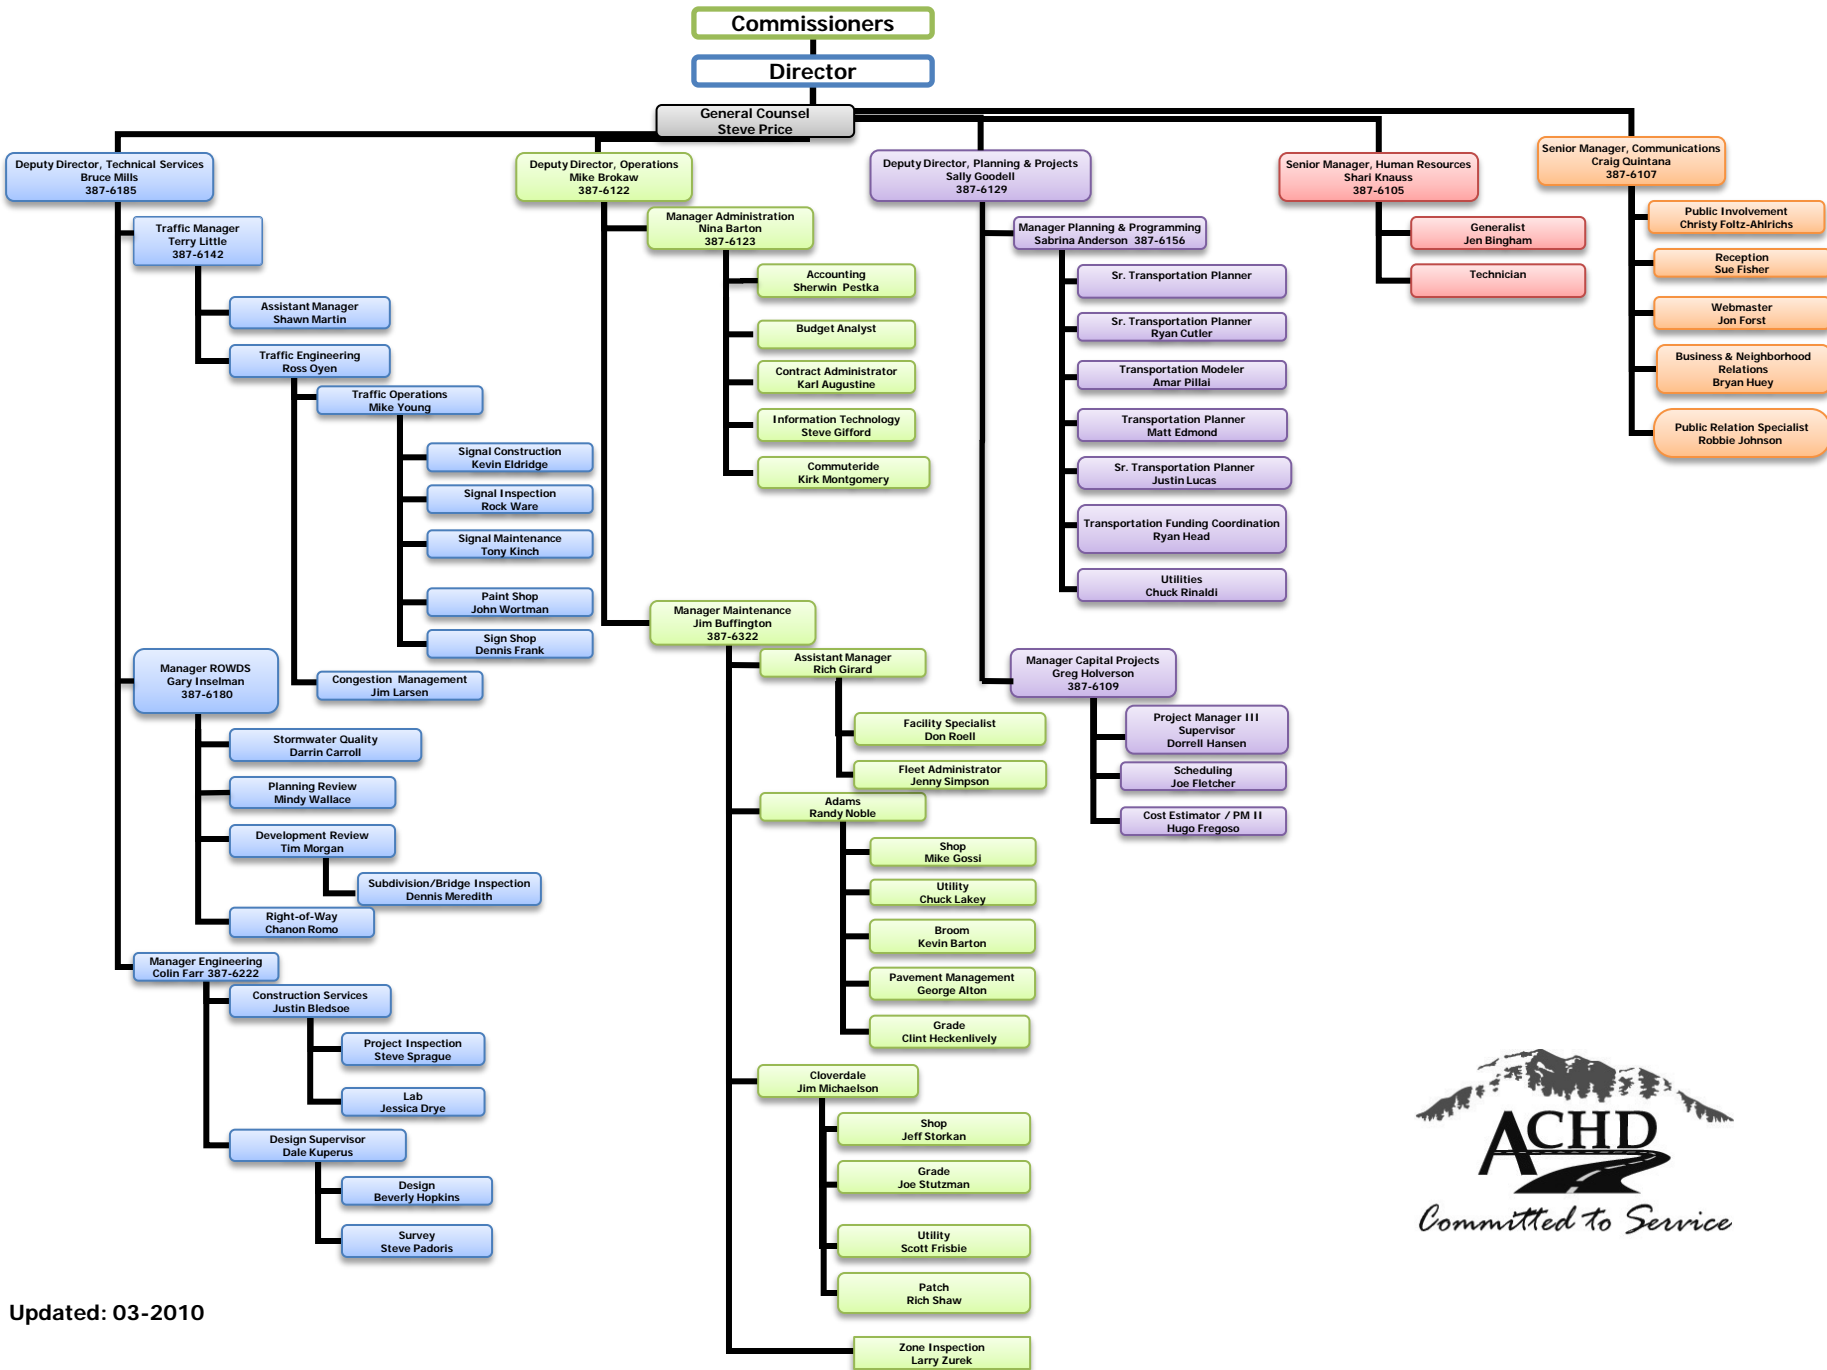 Commissioners
Director
General Counsel
Steve Price
Deputy Director, Technical Services
Bruce Mills
387-6185
Traffic Manager
Terry Little
387-6142
Assistant Manager
Shawn Martin
Traffic Engineering
Ross Oyen
Traffic Operations
Mike Young
Signal Construction
Kevin Eldridge
Signal Inspection
Rock Ware
Signal Maintenance
Tony Kinch
Paint Shop
John Wortman
Sign Shop
Dennis Frank
Congestion Management
Jim Larsen
Manager ROWDS
Gary Inselman
387-6180
Stormwater Quality
Darrin Carroll
Planning Review
Mindy Wallace
Development Review
Tim Morgan
Subdivision/Bridge Inspection
Dennis Meredith
Right-of-Way
Chanon Romo
Manager Engineering
Colin Farr 387-6222
Construction Services
Justin Bledsoe
Project Inspection
Steve Sprague
Lab
Jessica Drye
Design Supervisor
Dale Kuperus
Design
Beverly Hopkins
Survey
Steve Padoris
Deputy Director, Operations
Mike Brokaw
387-6122
Manager Administration
Nina Barton
387-6123
Accounting
Sherwin Pestka
Budget Analyst
Contract Administrator
Karl Augustine
Information Technology
Steve Gifford
Commuteride
Kirk Montgomery
Manager Maintenance
Jim Buffington
387-6322
Assistant Manager
Rich Girard
Facility Specialist
Don Roell
Fleet Administrator
Jenny Simpson
Adams
Randy Noble
Shop
Mike Gossi
Utility
Chuck Lakey
Broom
Kevin Barton
Pavement Management
George Alton
Grade
Clint Heckenlively
Cloverdale
Jim Michaelson
Shop
Jeff Storkan
Grade
Joe Stutzman
Utility
Scott Frisbie
Patch
Rich Shaw
Zone Inspection
Larry Zurek
Deputy Director, Planning & Projects
Sally Goodell
387-6129
Manager Planning & Programming
Sabrina Anderson 387-6156
Sr. Transportation Planner
Sr. Transportation Planner
Ryan Cutler
Transportation Modeler
Amar Pillai
Transportation Planner
Matt Edmond
Sr. Transportation Planner
Justin Lucas
Transportation Funding Coordination
Ryan Head
Utilities
Chuck Rinaldi
Manager Capital Projects
Greg Holverson
387-6109
Project Manager III
Supervisor
Dorrell Hansen
Scheduling
Joe Fletcher
Cost Estimator / PM II
Hugo Fregoso
Senior Manager, Human Resources
Shari Knauss
387-6105
Generalist
Jen Bingham
Technician
Senior Manager, Communications
Craig Quintana
387-6107
Public Involvement
Christy Foltz-Ahlrichs
Reception
Sue Fisher
Webmaster
Jon Forst
Business & Neighborhood
Relations
Bryan Huey
Public Relation Specialist
Robbie Johnson
ACHD
Committed to Service
Updated: 03-2010